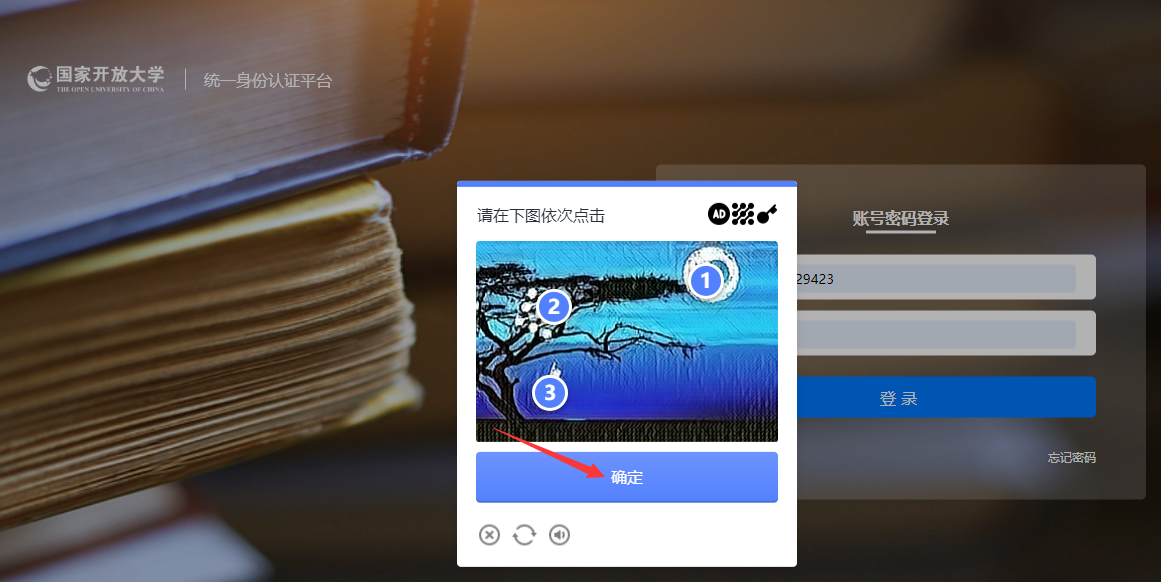 国家开放大学
THE OPEN UNIVERSITY OF CHINA
统一身份认证平台
请在下图依次点击
AD
账号密码登录
1
29423
2
3
登 录
忘记密码
确定